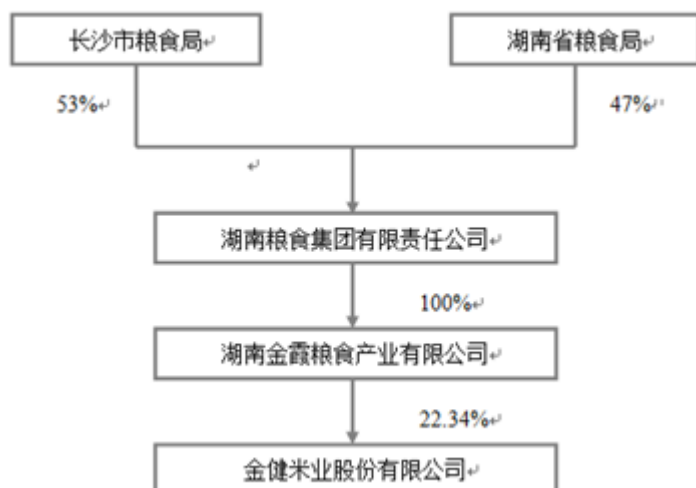 长沙市粮食局
湖南省粮食局
53%
47%
湖南粮食集团有限责任公司
100%
湖南金霞粮食产业有限公司
22.34%
金健米业股份有限公司